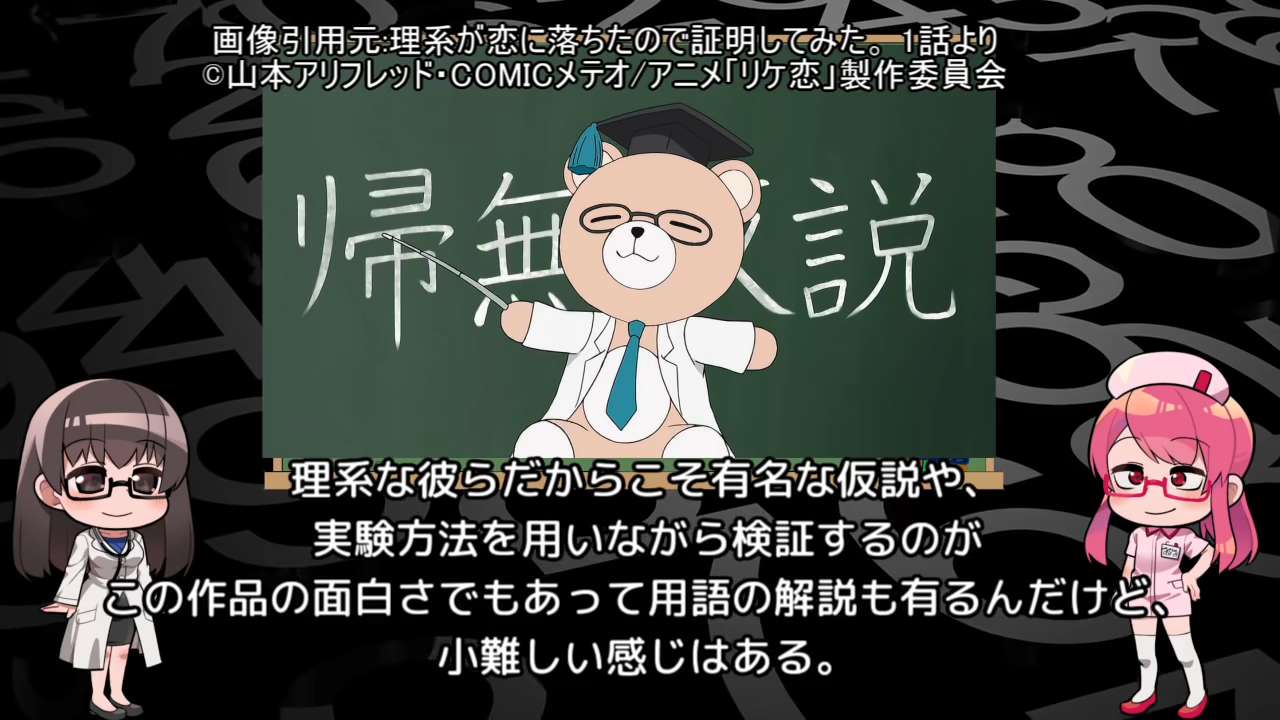 画像引用元:理系が恋に落ちたので証明してみた。 1話より
©山本アリフレッド・COMICメテオ/アニメ「リケ恋」製作委員会
帰無 説
理系な彼らだからこそ有名な仮説や、
実験方法を用いながら検証するのが
この作品の面白さでもあって用語の解説も有るんだけど、
小難しい感じはある。